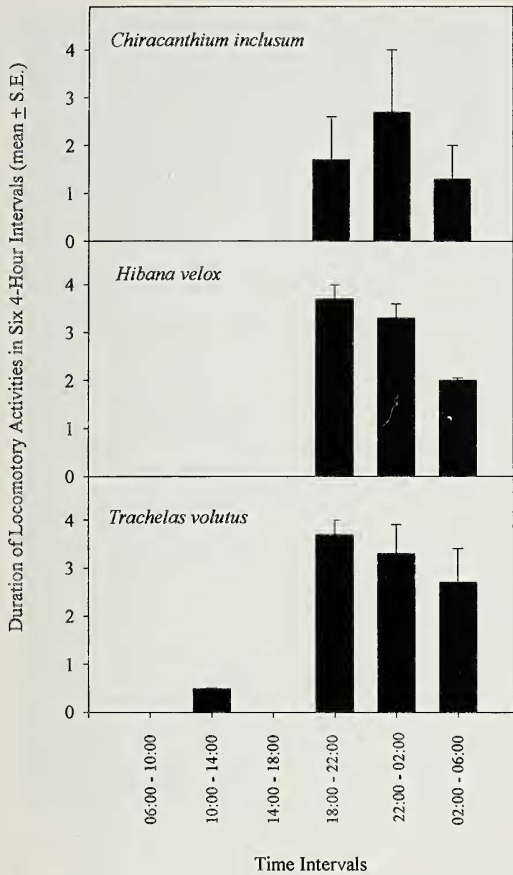 Duration of Locomotory Activities in Six 4-Hour Intervals (mean ± S.E.)
Chiracanthium inclusum
4
3
2
1
0
Hibana velox
4
3
2
1
0
Trachelas volutus
4
3
2
1
0
06:00 - 10:00
10:00 - 14:00
14:00 - 18:00
18:00 - 22:00
22:00 - 02:00
02:00 - 06:00
Time Intervals